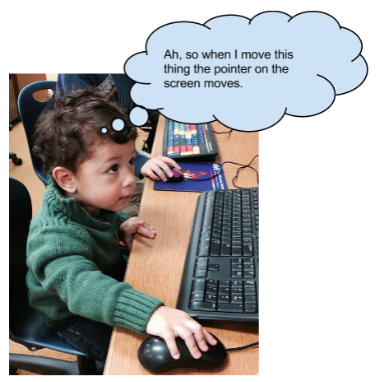 Ah, so when I move this
thing the pointer on the
screen moves.